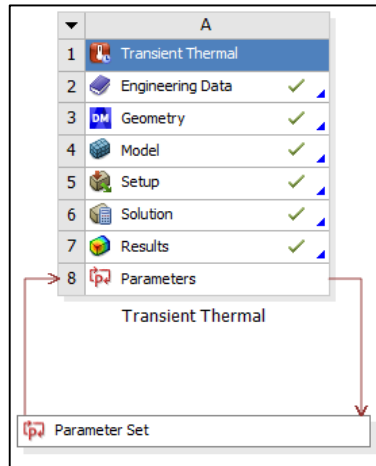 A
1 Transient Thermal
2 Engineering Data
3 DM Geometry
4 Model
5 Setup
6 Solution
7 Results
8 Parameters
Transient Thermal
Parameter Set